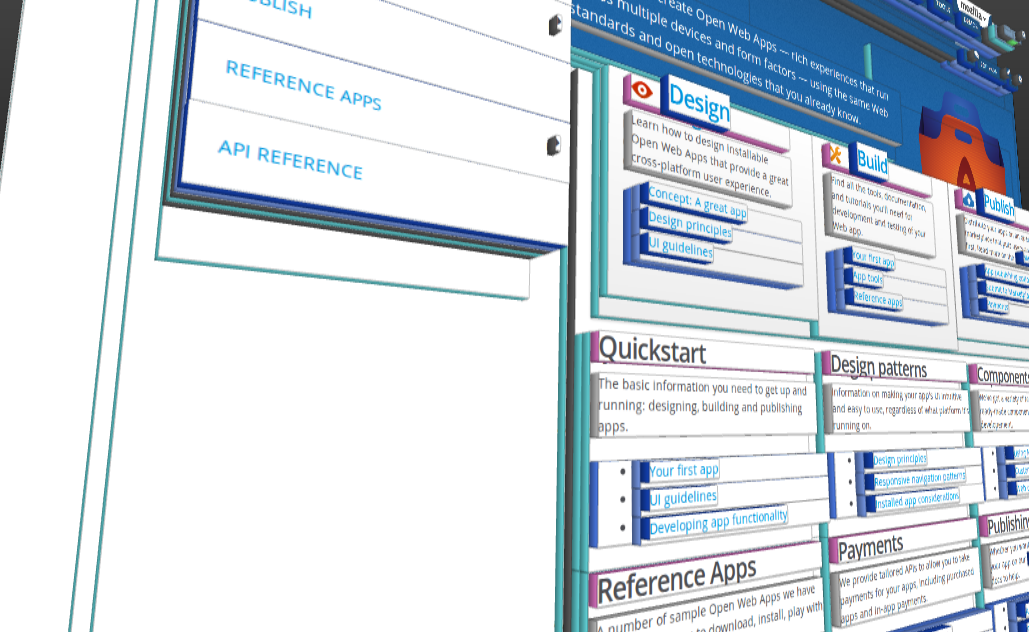 BLISH
REFERENCE APPS
API REFERENCE
create Open Web Apps — rich experiences that run
multiple devices and form factors — using the same Web
standards and open technologies that you already know.
mozilla
Design
Learn how to design installable
Open Web Apps that provide a great
cross-platform user experience.
Concept: A great app
Design principles
UI guidelines
Build
Find all the tools, documentation,
and tutorials you'll need for
development and testing of your
Web app.
Your first app
App tools
Reference apps
Publish
Quickstart
The basic information you need to get up and
running: designing, building and publishing
apps.
Your first app
UI guidelines
Developing app functionality
Design patterns
Information on making your app's UI intuitive
and easy to use, regardless of what platform it's
running on.
Design principles
Responsive navigation patterns
Installed app considerations
Components
Reference Apps
A number of sample Open Web Apps we have
to download, install, play with
Payments
We provide tailored APIs to allow you to take
payments for your apps, including purchased
apps and in-app payments.
Publishing